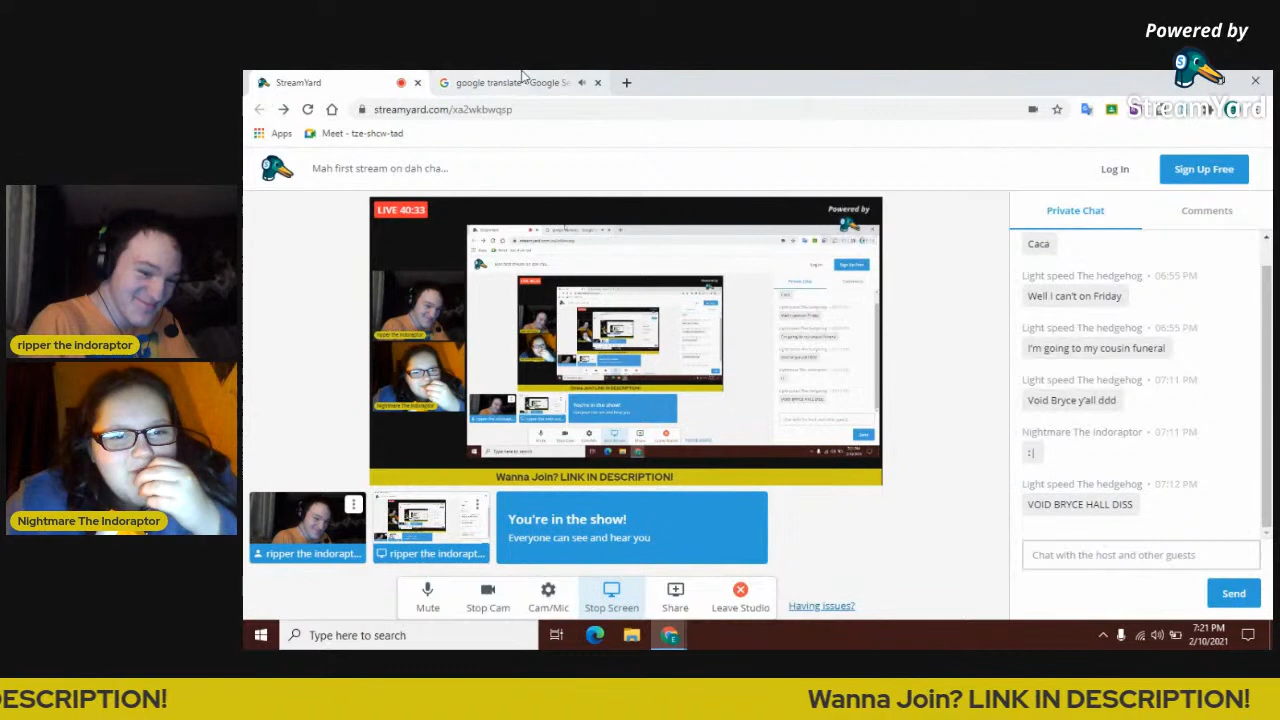 Powered by
StreamYard
StreamYard
google translate - Google Se
streamyard.com/xa2wkbwqsp
Apps
Meet - tze-shcw-tad
Mah first stream on dah cha...
Log In
Sign Up Free
LIVE 40:33
Powered by
Private Chat
Comments
Caca
Light speed The hedgehog • 06:55 PM
Well I can't on Friday
Light speed The hedgehog • 06:55 PM
I'm going to my cousin funeral
Light speed The hedgehog • 07:11 PM
Void Bryce y'all ddd
Nightmare The Indoraptor • 07:11 PM
:|
Light speed The hedgehog • 07:12 PM
VOID BRYCE HALL DISS
Chat with the host and other guests
Send
ripper the indoraptor
Nightmare The Indoraptor
Wanna Join? LINK IN DESCRIPTION!
ripper the indorapt...
ripper the indorapt...
You're in the show!
Everyone can see and hear you
Mute
Stop Cam
Cam/Mic
Stop Screen
Share
Leave Studio
Having issues?
Type here to search
7:21 PM
2/10/2021
ESCRIPTION!
Wanna Join? LINK IN DESCRIPTION!